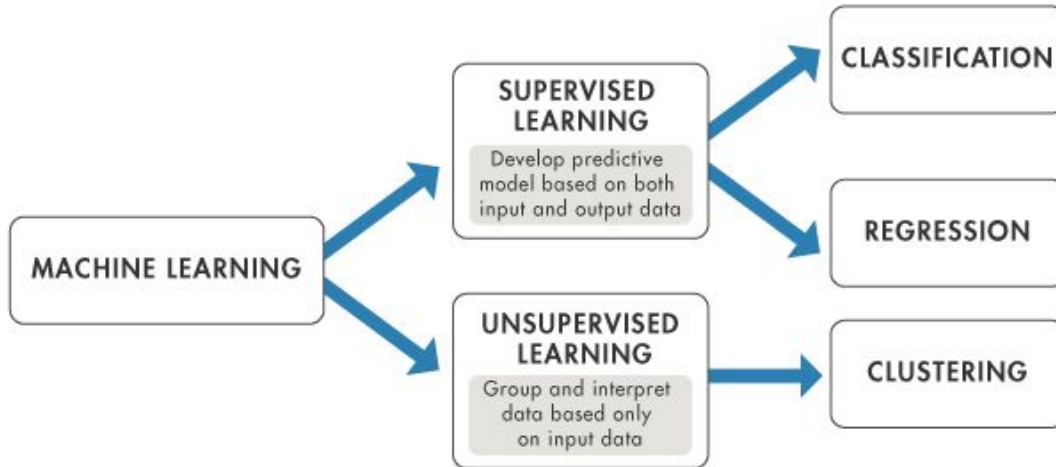 MACHINE LEARNING
SUPERVISED
LEARNING
Develop predictive
model based on both
input and output data
UNSUPERVISED
LEARNING
Group and interpret
data based only
on input data
CLASSIFICATION
REGRESSION
CLUSTERING